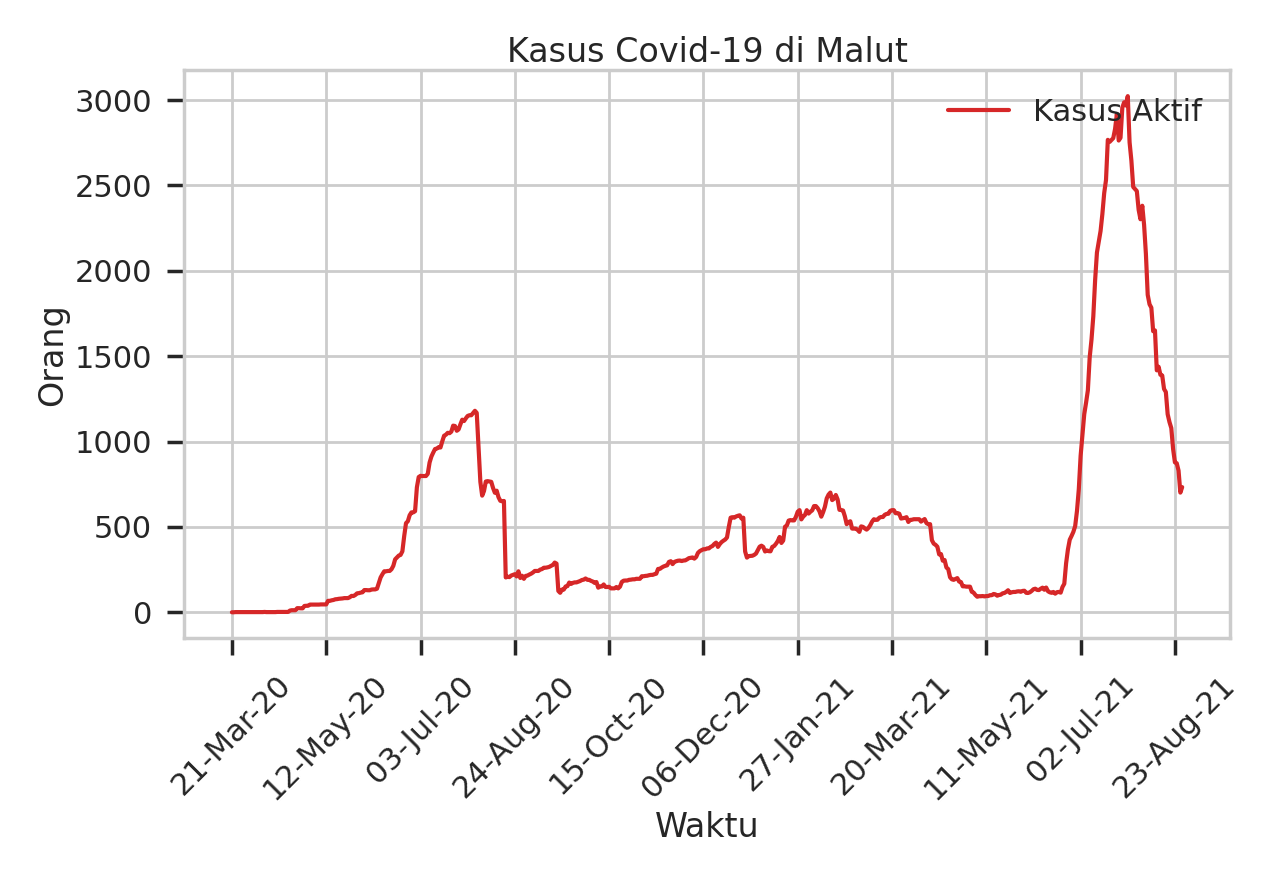 Kasus Covid-19 di Malut
Kasus Aktif
Orang
3000
2500
2000
1500
1000
500
0
21-Mar-20
12-May-20
03-Jul-20
24-Aug-20
15-Oct-20
06-Dec-20
27-Jan-21
20-Mar-21
11-May-21
02-Jul-21
23-Aug-21
Waktu